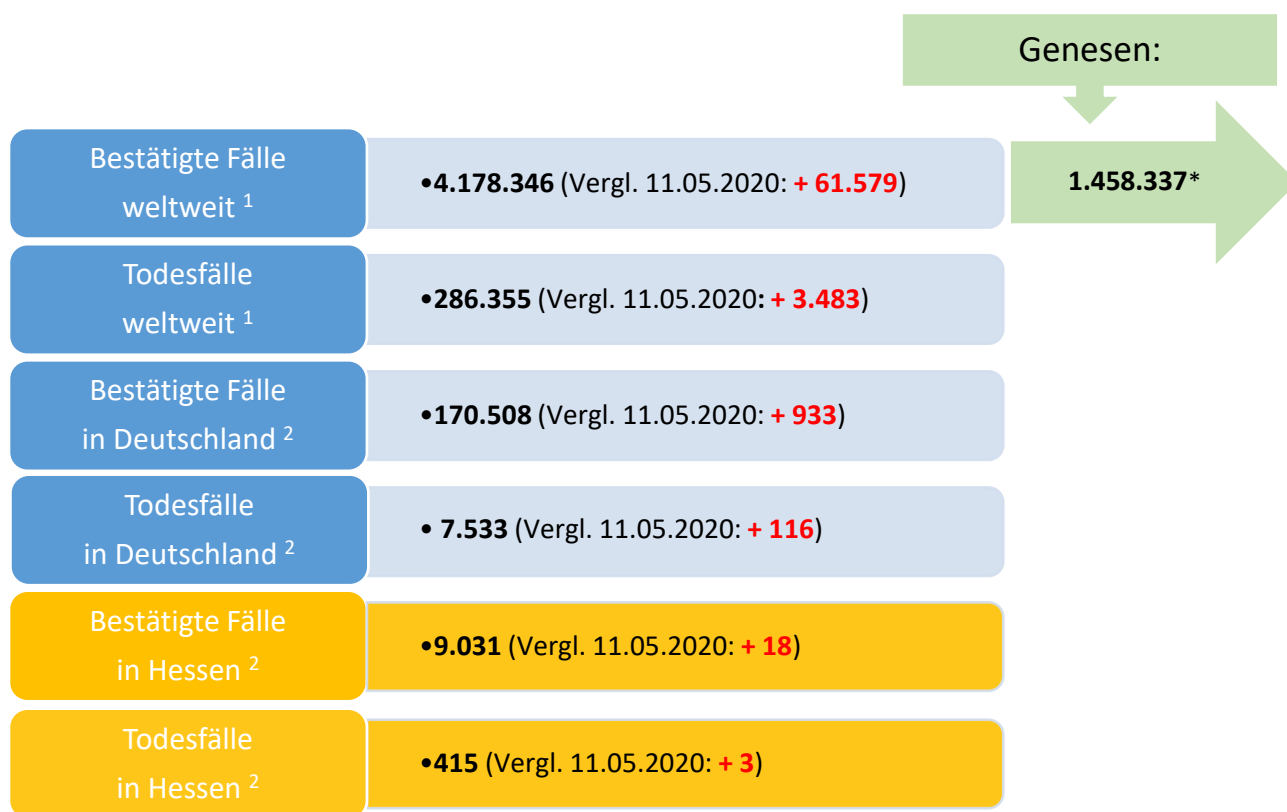 Genesen:
Bestätigte Fälle
weltweit ¹
•4.178.346 (Vergl. 11.05.2020: + 61.579)
1.458.337*
Todesfälle
weltweit ¹
•286.355 (Vergl. 11.05.2020: + 3.483)
Bestätigte Fälle
in Deutschland ²
•170.508 (Vergl. 11.05.2020: + 933)
Todesfälle
in Deutschland ²
• 7.533 (Vergl. 11.05.2020: + 116)
Bestätigte Fälle
in Hessen ²
•9.031 (Vergl. 11.05.2020: + 18)
Todesfälle
in Hessen ²
•415 (Vergl. 11.05.2020: + 3)